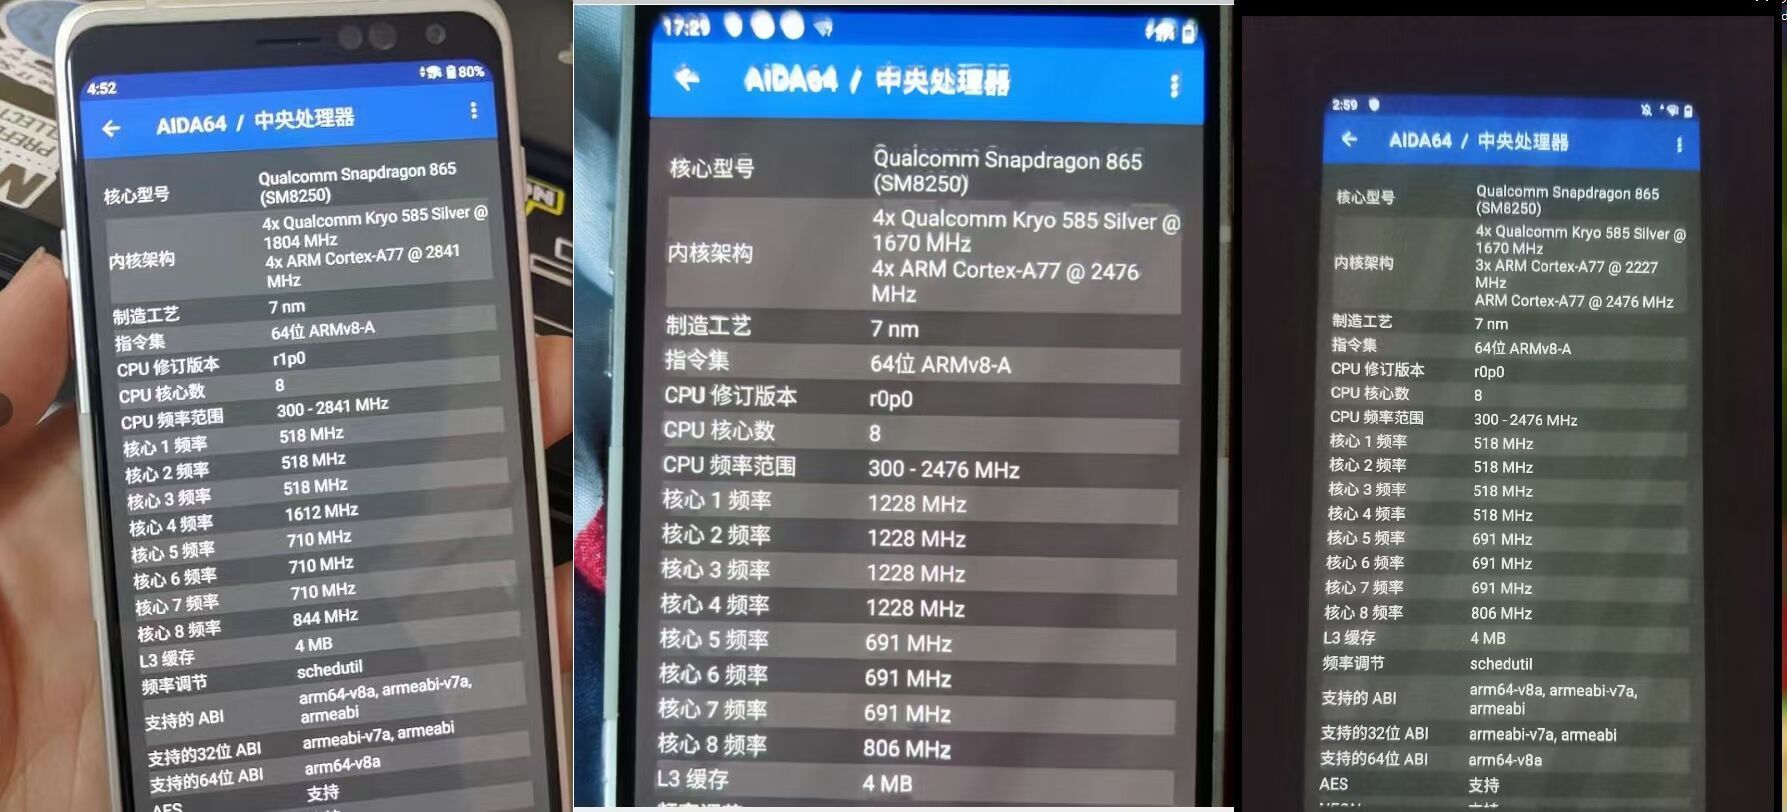 4:52
80%
AIDA64 / 中央处理器
核心型号
Qualcomm Snapdragon 865
(SM8250)
内核架构
4x Qualcomm Kryo 585 Silver @
1804 MHz
4x ARM Cortex-A77 @ 2841
MHz
制造工艺 7 nm
指令集 64位 ARMv8-A
CPU 修订版本 r1p0
CPU 核心数 8
CPU 频率范围 300 - 2841 MHz
核心 1 频率 518 MHz
核心 2 频率 518 MHz
核心 3 频率 518 MHz
核心 4 频率 1612 MHz
核心 5 频率 710 MHz
核心 6 频率 710 MHz
核心 7 频率 710 MHz
核心 8 频率 844 MHz
L3 缓存 4 MB
频率调节 schedutil
支持的 ABI
arm64-v8a, armeabi-v7a,
armeabi
支持的32位 ABI armeabi-v7a, armeabi
支持的64位 ABI arm64-v8a
AES 支持
17:29
AIDA64 / 中央处理器
核心型号
Qualcomm Snapdragon 865
(SM8250)
内核架构
4x Qualcomm Kryo 585 Silver @
1670 MHz
4x ARM Cortex-A77 @ 2476
MHz
制造工艺 7 nm
指令集 64位 ARMv8-A
CPU 修订版本 r0p0
CPU 核心数 8
CPU 频率范围 300 - 2476 MHz
核心 1 频率 1228 MHz
核心 2 频率 1228 MHz
核心 3 频率 1228 MHz
核心 4 频率 1228 MHz
核心 5 频率 691 MHz
核心 6 频率 691 MHz
核心 7 频率 691 MHz
核心 8 频率 806 MHz
L3 缓存 4 MB
2:59
AIDA64 / 中央处理器
核心型号
Qualcomm Snapdragon 865
(SM8250)
内核架构
4x Qualcomm Kryo 585 Silver @
1670 MHz
3x ARM Cortex-A77 @ 2227
MHz
ARM Cortex-A77 @ 2476 MHz
制造工艺 7 nm
指令集 64位 ARMv8-A
CPU 修订版本 r0p0
CPU 核心数 8
CPU 频率范围 300 - 2476 MHz
核心 1 频率 518 MHz
核心 2 频率 518 MHz
核心 3 频率 518 MHz
核心 4 频率 518 MHz
核心 5 频率 691 MHz
核心 6 频率 691 MHz
核心 7 频率 691 MHz
核心 8 频率 806 MHz
L3 缓存 4 MB
频率调节 schedutil
支持的 ABI
arm64-v8a, armeabi-v7a,
armeabi
支持的32位 ABI armeabi-v7a, armeabi
支持的64位 ABI arm64-v8a
AES 支持